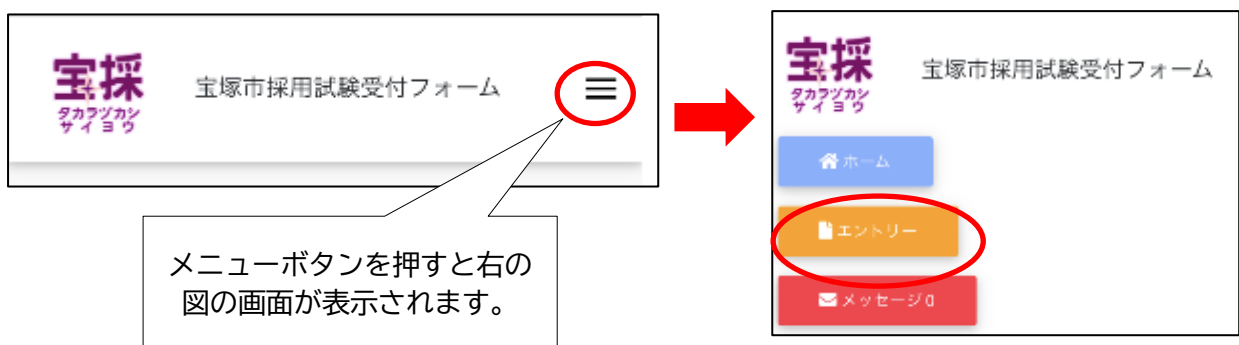 宝採
タカラヅカシ
サイヨウ
宝塚市採用試験受付フォーム
メニューボタンを押すと右の
図の画面が表示されます。
宝採
タカラヅカシ
サイヨウ
宝塚市採用試験受付フォーム
ホーム
エントリー
メッセージ 0